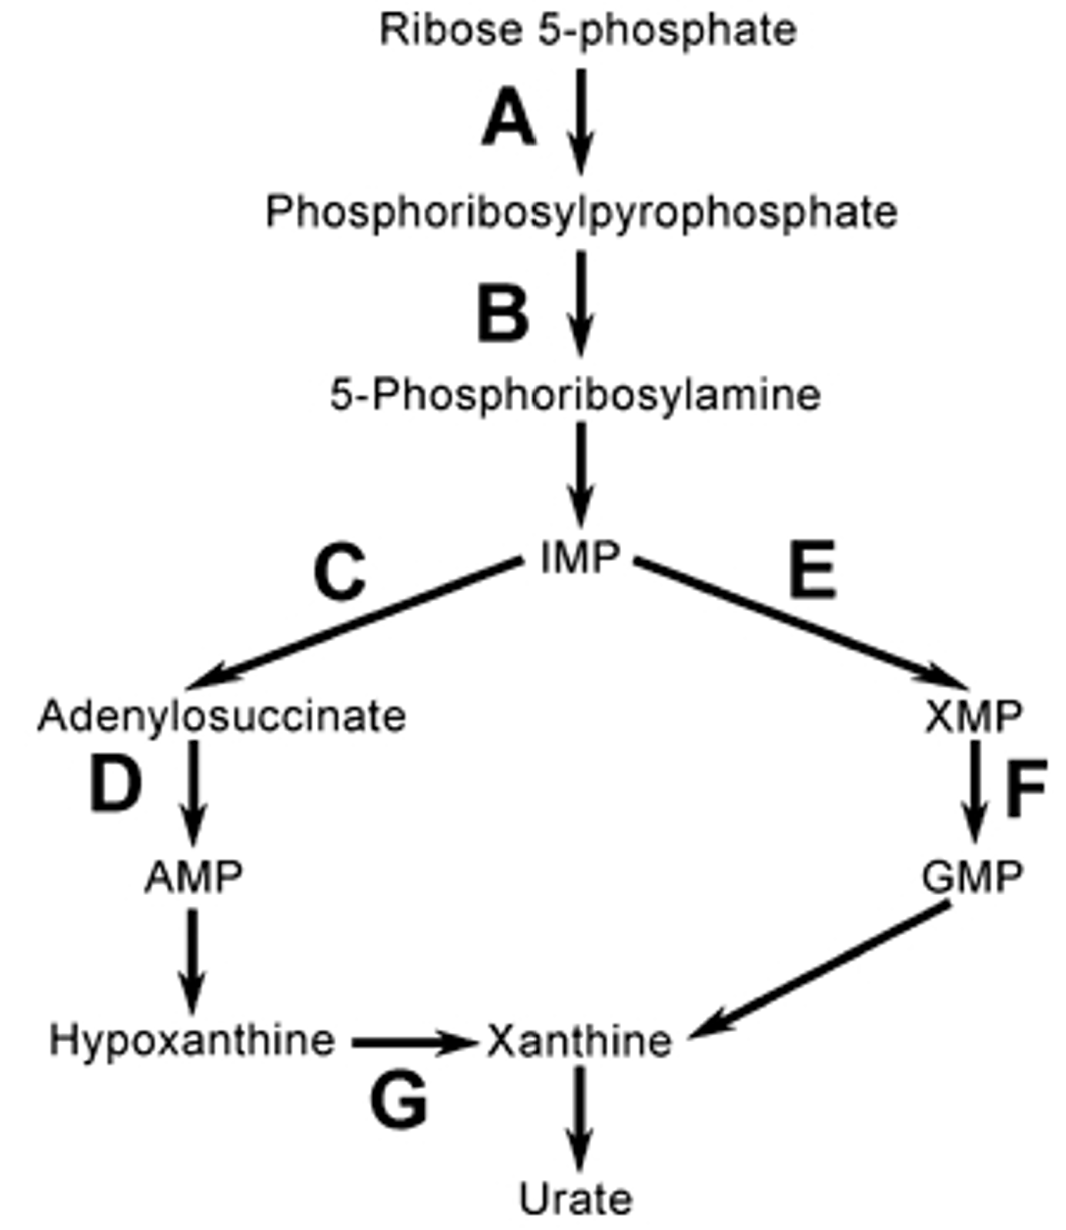 Ribose 5-phosphate
A
Phosphoribosylpyrophosphate
B
5-Phosphoribosylamine
C
IMP
E
Adenylosuccinate
XMP
D
F
AMP
GMP
Hypoxanthine
Xanthine
G
Urate